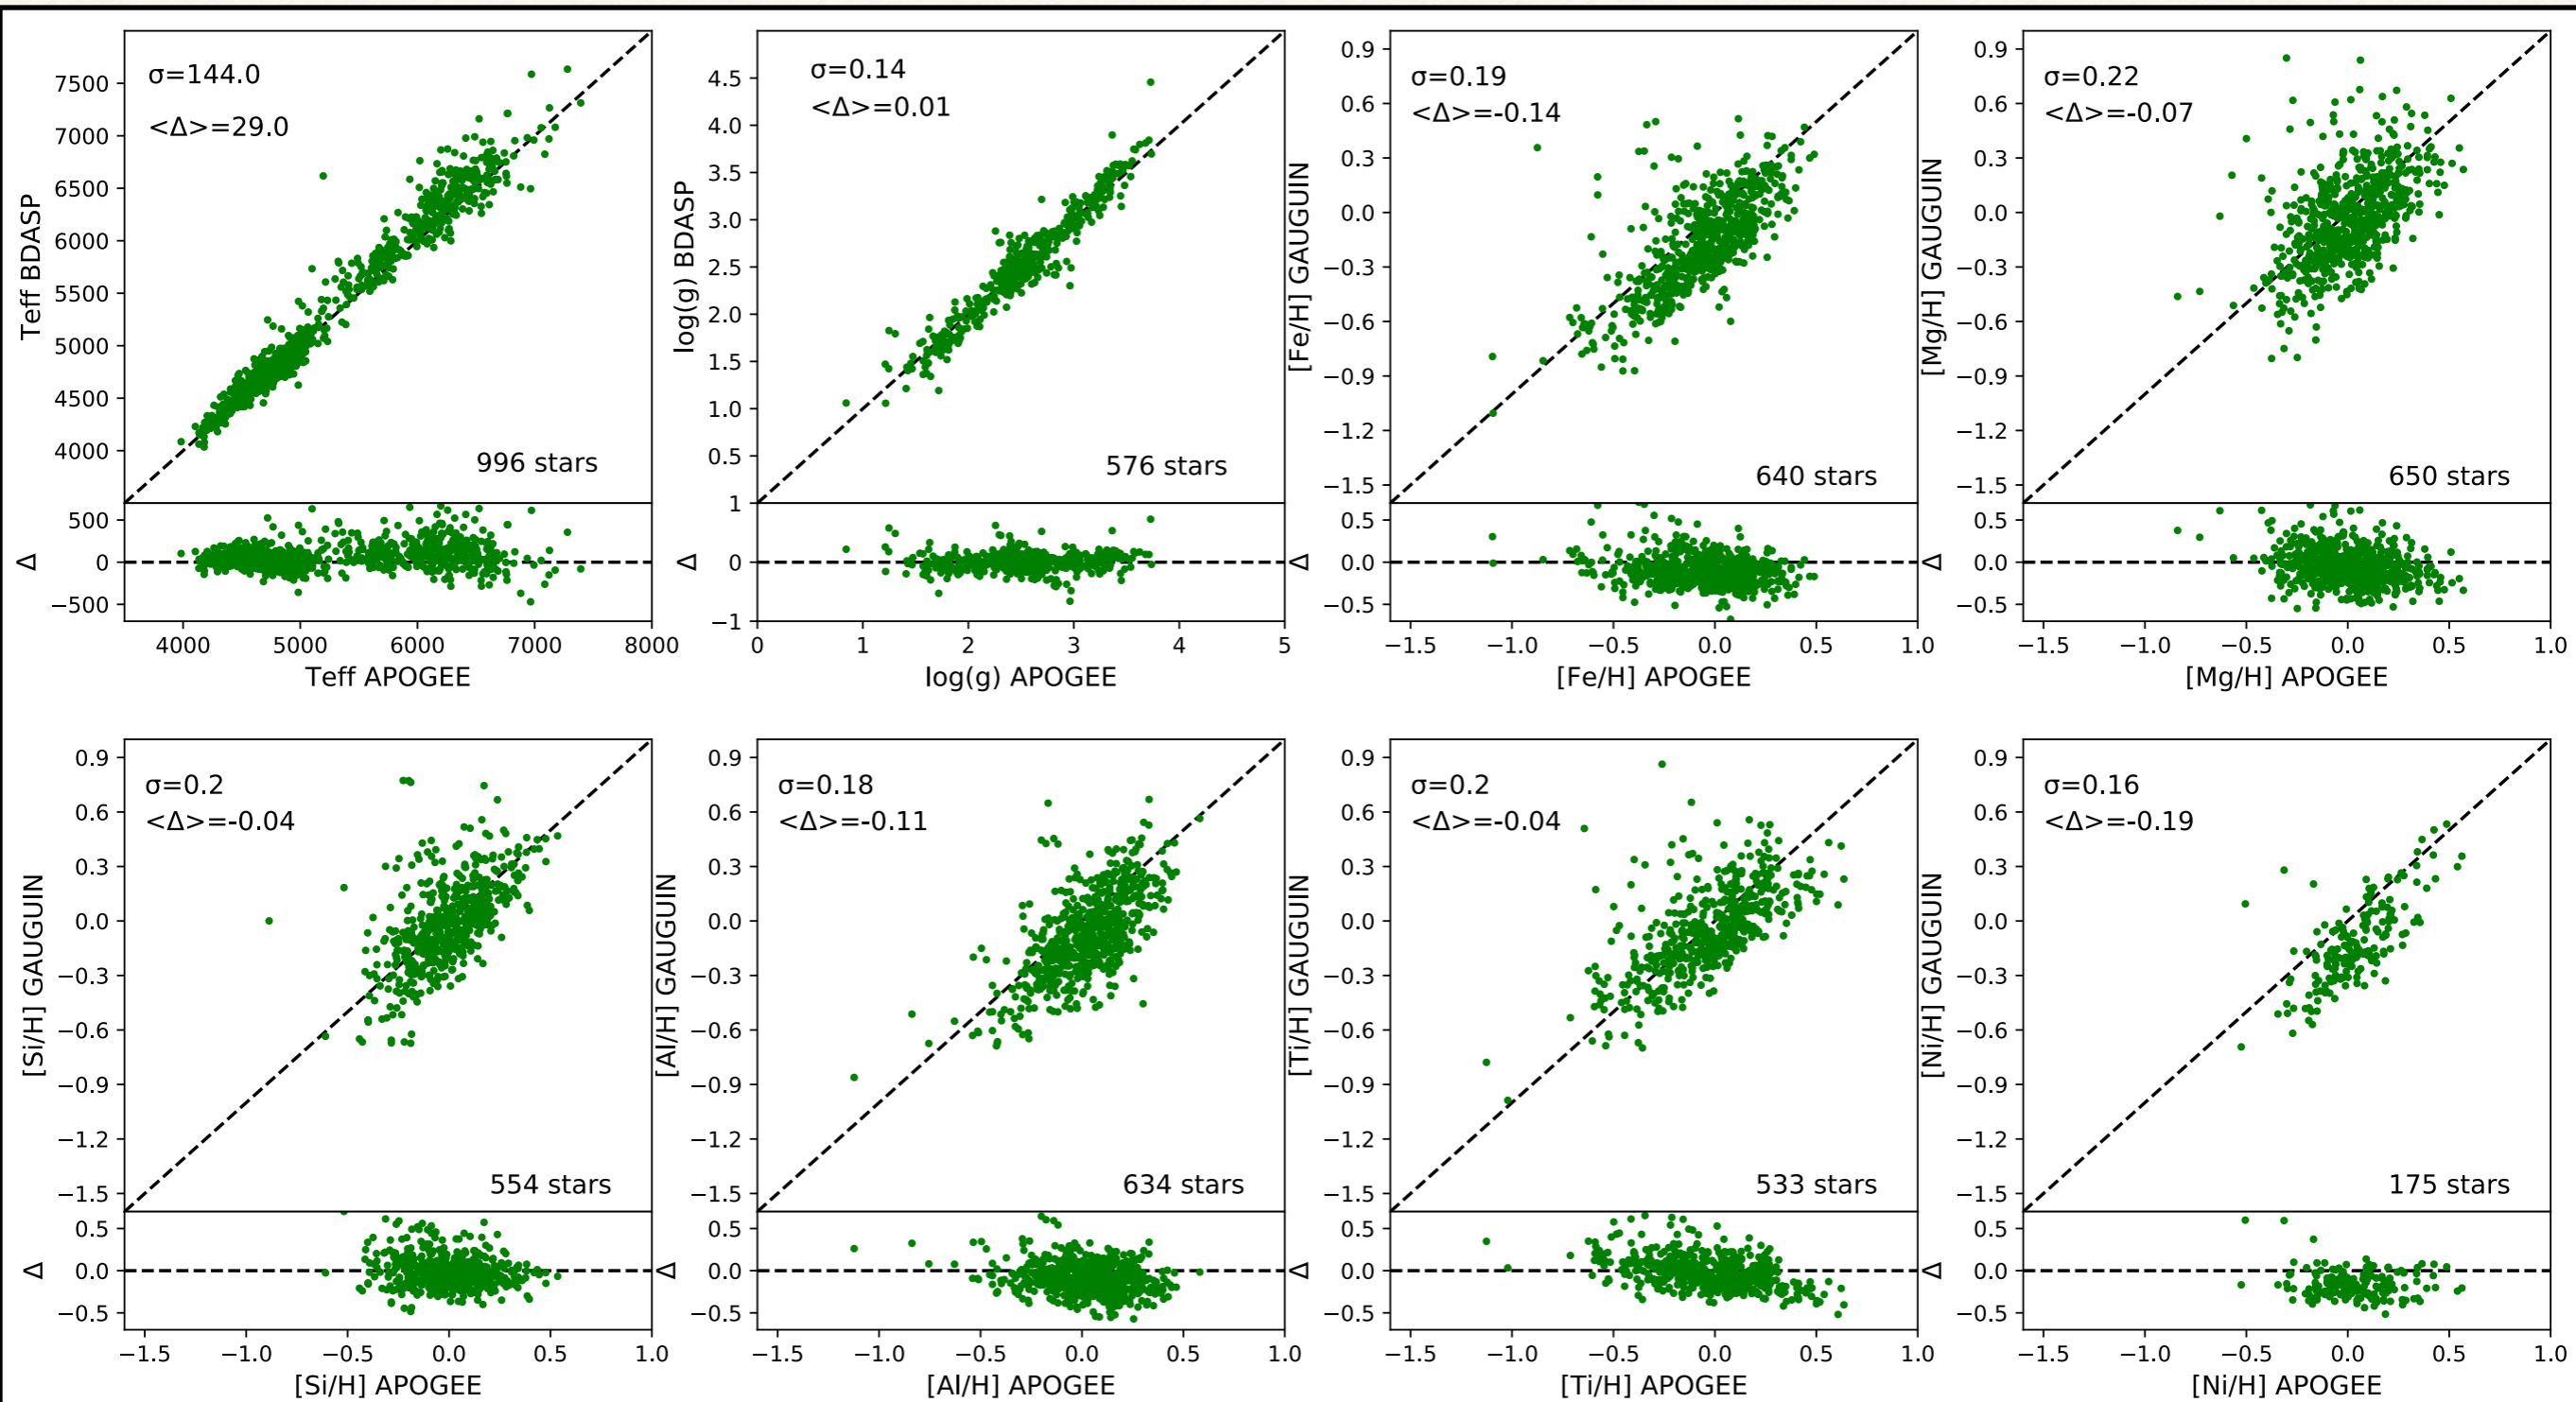 σ=144.0
<Δ>=29.0
996 stars
Teff BDASP
7500
7000
6500
6000
5500
5000
4500
4000
Δ
500
0
−500
4000 5000 6000 7000 8000
Teff APOGEE
σ=0.14
<Δ>=0.01
576 stars
log(g) BDASP
4.5
4.0
3.5
3.0
2.5
2.0
1.5
1.0
0.5
Δ
1
0
−1
0 1 2 3 4 5
log(g) APOGEE
σ=0.19
<Δ>=-0.14
640 stars
[Fe/H] GAUGUIN
0.9
0.6
0.3
0.0
−0.3
−0.6
−0.9
−1.2
−1.5
Δ
0.5
0.0
−0.5
−1.5 −1.0 −0.5 0.0 0.5 1.0
[Fe/H] APOGEE
σ=0.22
<Δ>=-0.07
650 stars
[Mg/H] GAUGUIN
0.9
0.6
0.3
0.0
−0.3
−0.6
−0.9
−1.2
−1.5
Δ
0.5
0.0
−0.5
−1.5 −1.0 −0.5 0.0 0.5 1.0
[Mg/H] APOGEE
σ=0.2
<Δ>=-0.04
554 stars
[Si/H] GAUGUIN
0.9
0.6
0.3
0.0
−0.3
−0.6
−0.9
−1.2
−1.5
Δ
0.5
0.0
−0.5
−1.5 −1.0 −0.5 0.0 0.5 1.0
[Si/H] APOGEE
σ=0.18
<Δ>=-0.11
634 stars
[Al/H] GAUGUIN
0.9
0.6
0.3
0.0
−0.3
−0.6
−0.9
−1.2
−1.5
Δ
0.5
0.0
−0.5
−1.5 −1.0 −0.5 0.0 0.5 1.0
[Al/H] APOGEE
σ=0.2
<Δ>=-0.04
533 stars
[Ti/H] GAUGUIN
0.9
0.6
0.3
0.0
−0.3
−0.6
−0.9
−1.2
−1.5
Δ
0.5
0.0
−0.5
−1.5 −1.0 −0.5 0.0 0.5 1.0
[Ti/H] APOGEE
σ=0.16
<Δ>=-0.19
175 stars
[Ni/H] GAUGUIN
0.9
0.6
0.3
0.0
−0.3
−0.6
−0.9
−1.2
−1.5
Δ
0.5
0.0
−0.5
−1.5 −1.0 −0.5 0.0 0.5 1.0
[Ni/H] APOGEE